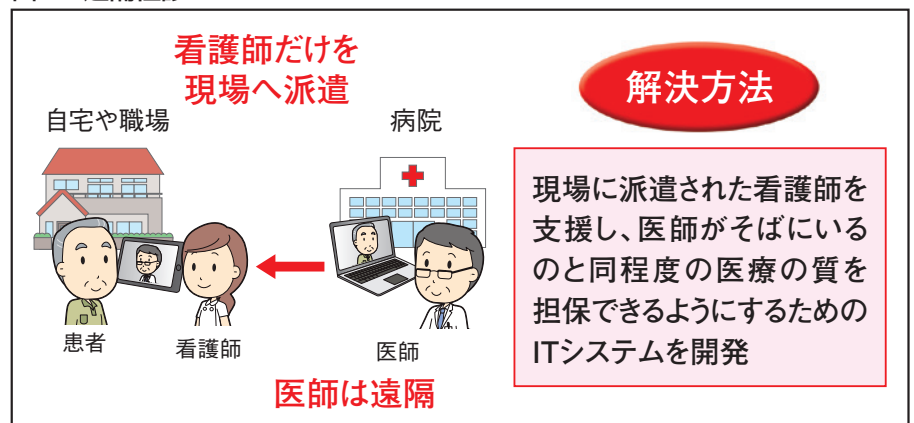 看護師だけを
現場へ派遣
自宅や職場
病院
患者
看護師
医師
医師は遠隔
解決方法
現場に派遣された看護師を
支援し、医師がそばにいる
のと同程度の医療の質を
担保できるようにするための
ITシステムを開発